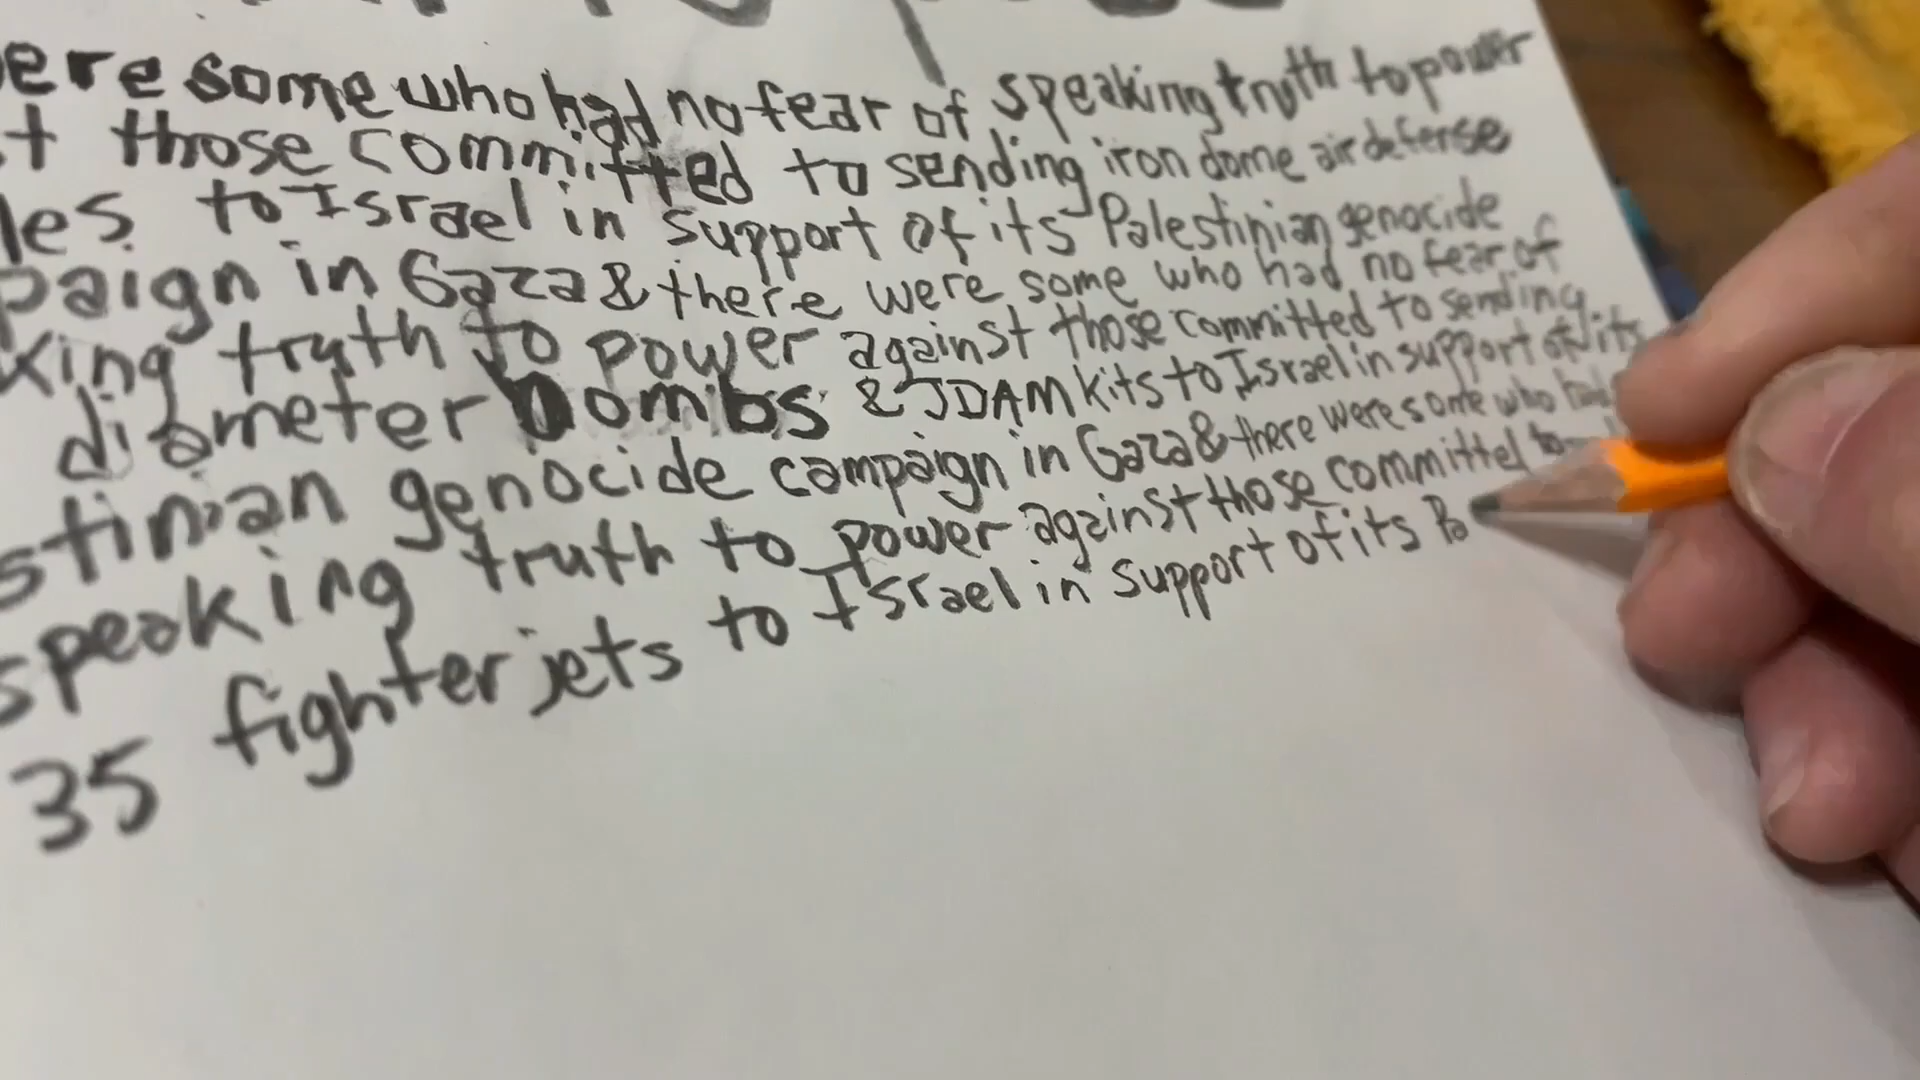 ere some who had no fear of speaking truth to power
t those committed to sending iron dome air defense
les to Israel in support of its Palestinian genocide
paign in Gaza & there were some who had no fear of
king truth to power against those committed to sending
diameter bombs & JDAM kits to Israel in support of its
stinian genocide campaign in Gaza & there were some who had
speaking truth to power against those committed to
35 fighter jets to Israel in support of its Pa